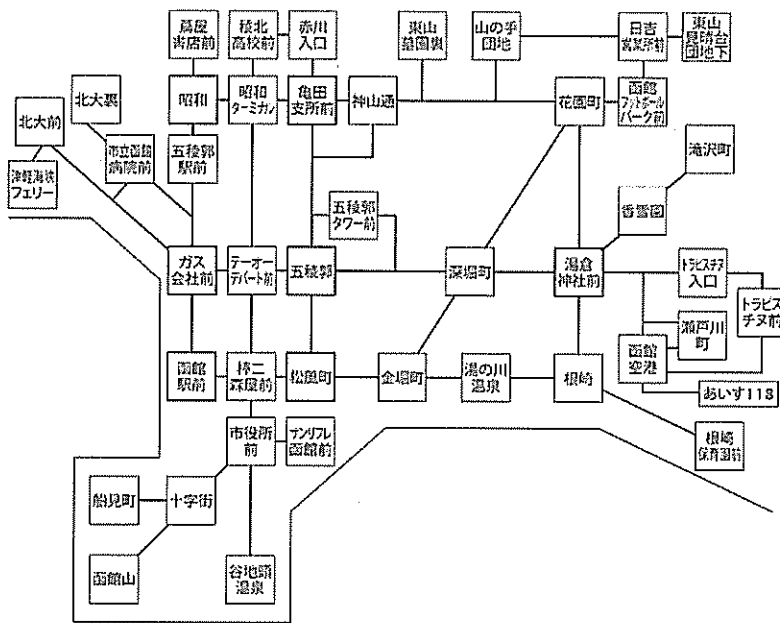 蔦屋
書店前
稜北
高校前
赤川
入口
東山
墓園裏
山の手
団地
日吉
営業所前
東山
見晴台
団地下
北大前
北大裏
昭和
昭和
ターミガン
亀田
支所前
神山通
花園町
函館
フットボール
パーク前
津軽海峡
フェリー
市立函館
病院前
五稜郭
駅前
滝沢町
五稜郭
タワー前
香雪園
ガス
会社前
テーオー
デパート前
五稜郭
深堀町
湯倉
神社前
トラピスチヌ
入口
トラピス
チヌ前
瀬戸川
町
函館
空港
函館
駅前
棒二
森屋前
松風町
金堀町
湯の川
温泉
根崎
あいす118
市役所
前
サンリフレ
函館前
根崎
保育園前
船見町
十字街
函館山
谷地頭
温泉